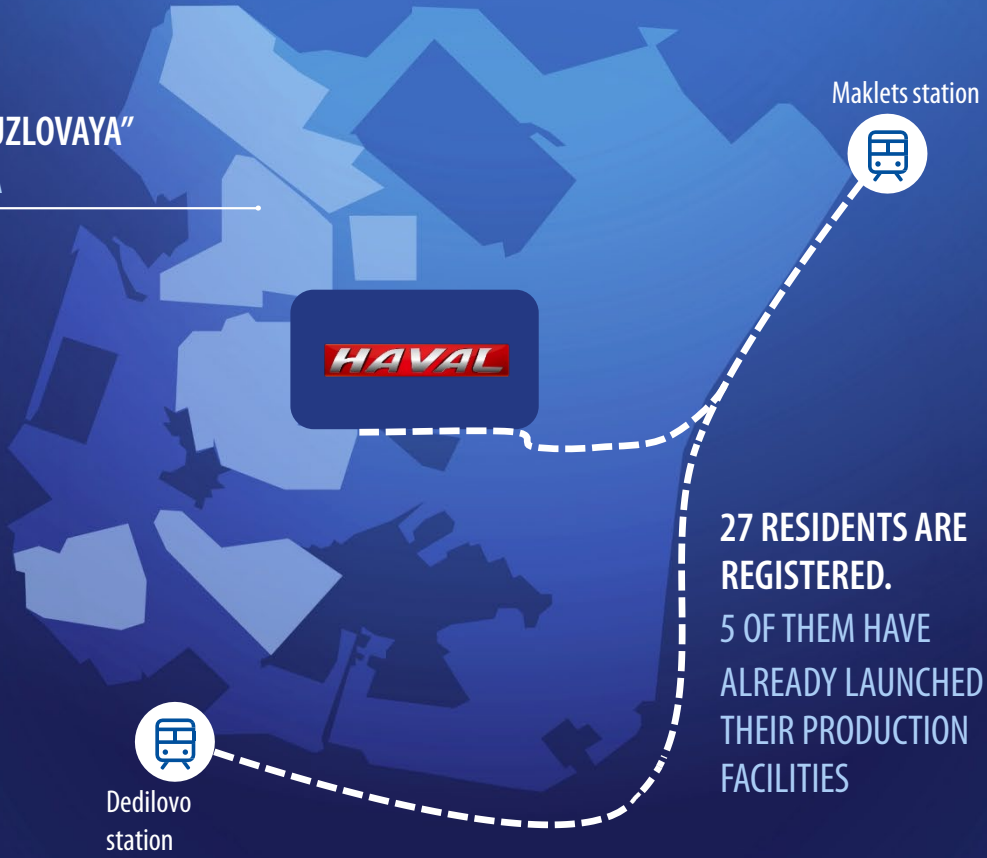 Maklets station
UZLOVAYA”
HAVAL
27 RESIDENTS ARE
REGISTERED.
5 OF THEM HAVE
ALREADY LAUNCHED
THEIR PRODUCTION
FACILITIES
Dedilovo
station